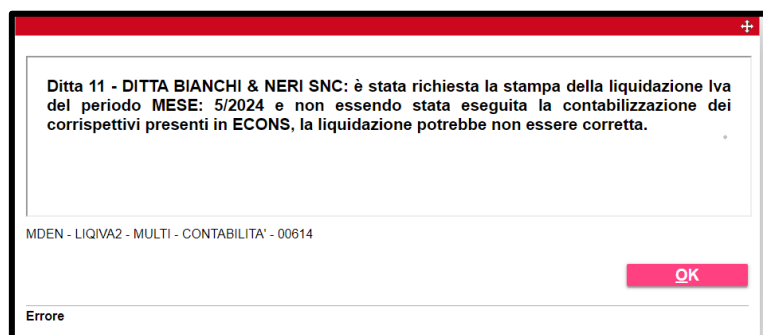 Ditta 11 - DITTA BIANCHI & NERI SNC: è stata richiesta la stampa della liquidazione Iva
del periodo MESE: 5/2024 e non essendo stata eseguita la contabilizzazione dei
corrispettivi presenti in ECONS, la liquidazione potrebbe non essere corretta.
MDEN - LIQIVA2 - MULTI - CONTABILITA' - 00614
OK
Errore